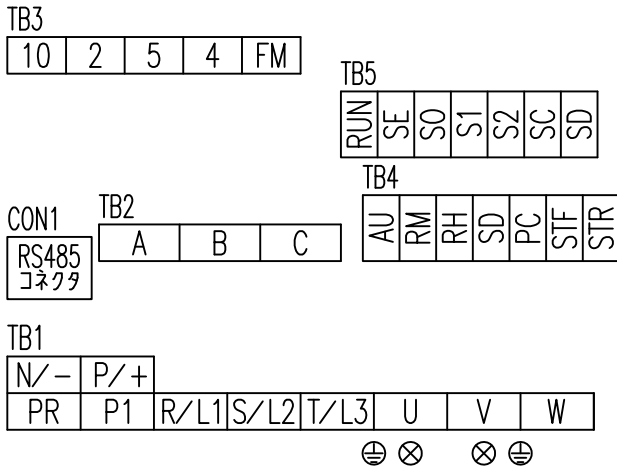 TB3
10 2 5 4 FM
TB5
RUN SE SO S1 S2 SC SD
TB4
AU RM RH SD PC STF STR
CON1
RS485
コネクタ
TB2
A B C
TB1
N/- P/+
PR P1 R/L1 S/L2 T/L3 U V W